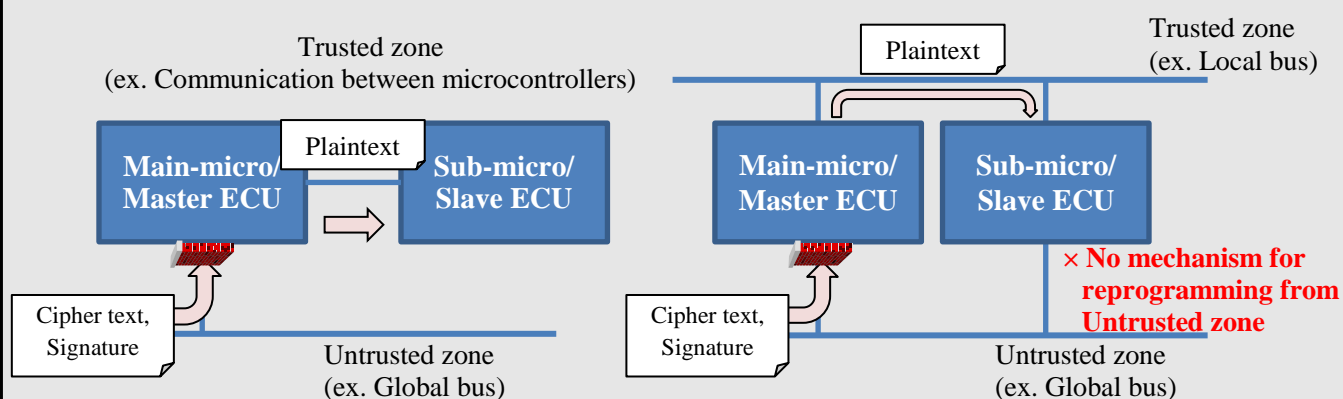 Trusted zone
(ex. Communication between microcontrollers)
Main-micro/
Master ECU
Plaintext
Sub-micro/
Slave ECU
Cipher text,
Signature
Untrusted zone
(ex. Global bus)
Plaintext
Trusted zone
(ex. Local bus)
Main-micro/
Master ECU
Sub-micro/
Slave ECU
× No mechanism for
reprogramming from
Untrusted zone
Cipher text,
Signature
Untrusted zone
(ex. Global bus)